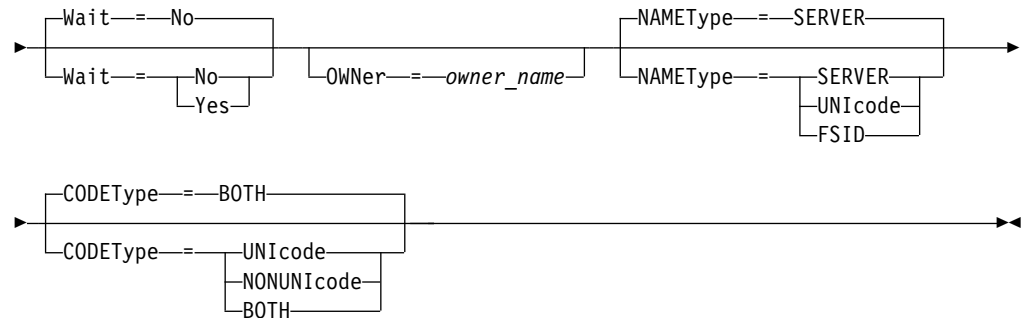 Wait = No
Wait = No
Yes
OWNer = owner_name
NAMEType = SERVER
NAMEType = SERVER
UNIcode
FSID
CODEType = BOTH
CODEType = UNIcode
NONUNIcode
BOTH